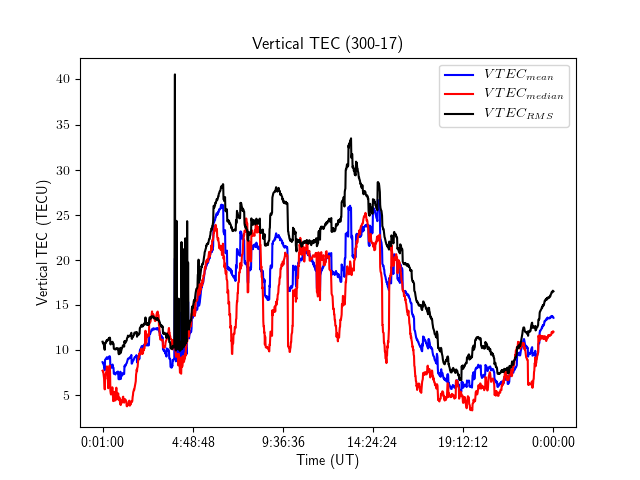 Vertical TEC (300-17)
VTEC_mean
VTEC_median
VTEC_RMS
Vertical TEC (TECU)
40
35
30
25
20
15
10
5
0:01:00 4:48:48 9:36:36 14:24:24 19:12:12 0:00:00
Time (UT)